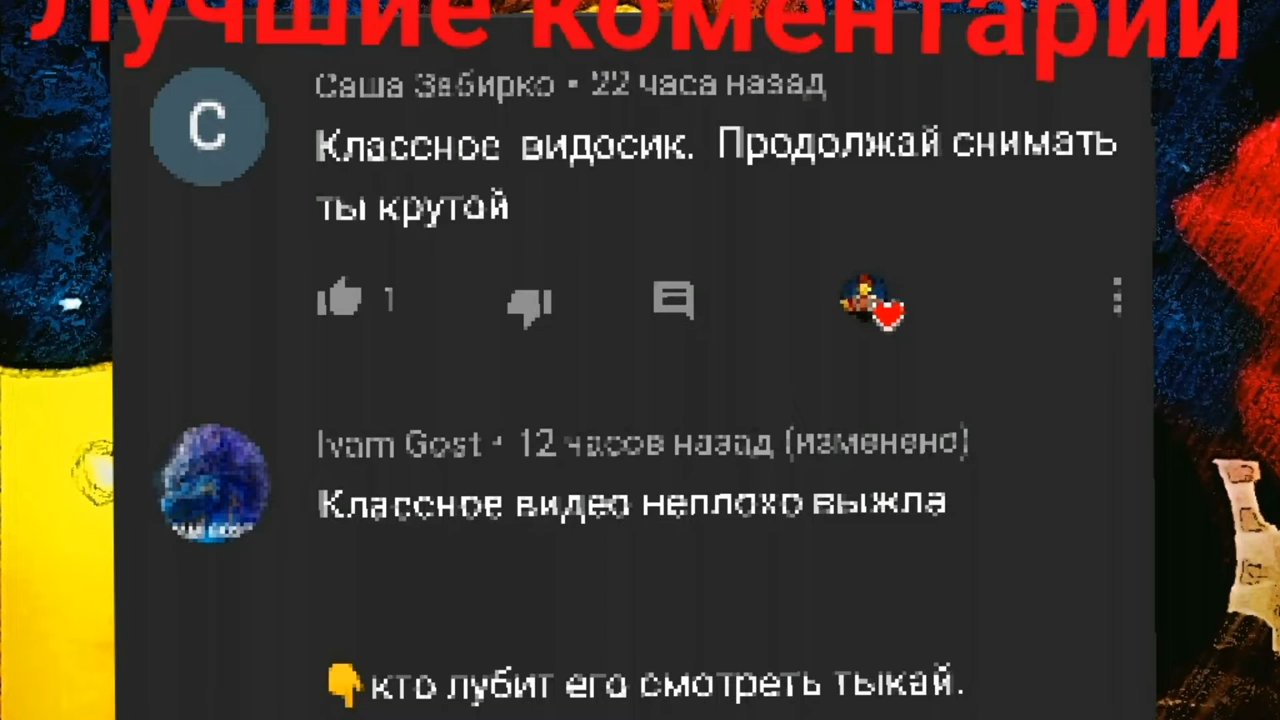 лучшие коментарии
С
Саша Забирко • 22 часа назад
Классное видосик. Продолжай снимать
ты крутой
1
Ivam Gost • 12 часов назад (изменено)
Классное видео неплохо выжла
👇кто лубит его смотреть тыкай.